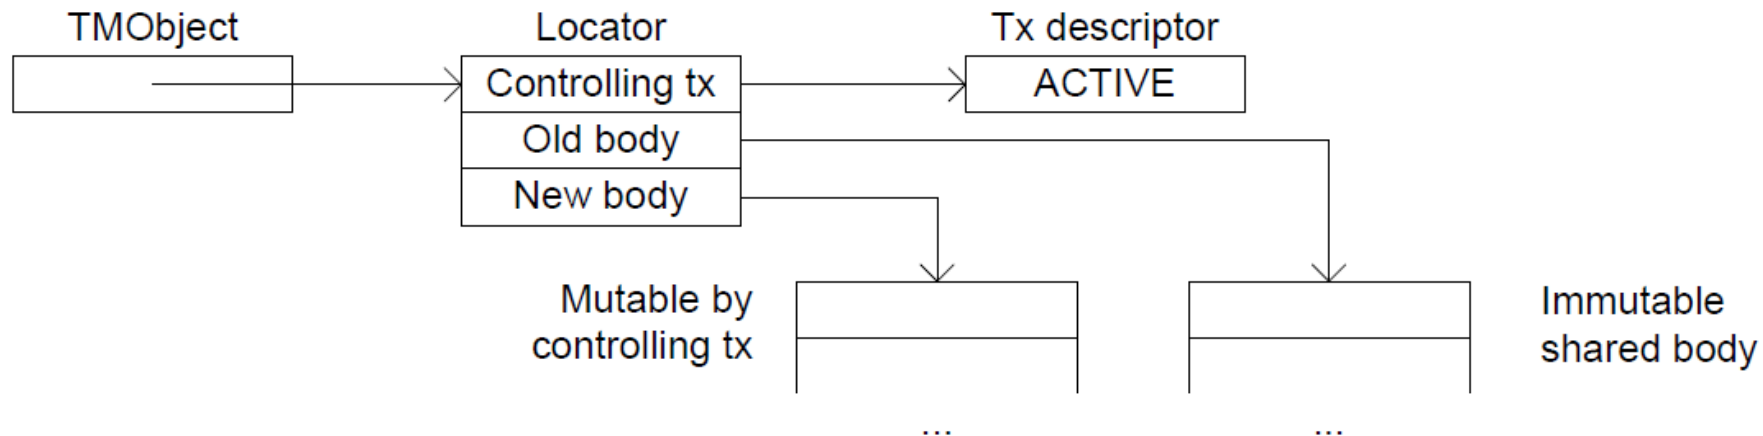 TMObject
Locator
Tx descriptor
Controlling tx
ACTIVE
Old body
New body
Mutable by
controlling tx
Immutable
shared body
...
...